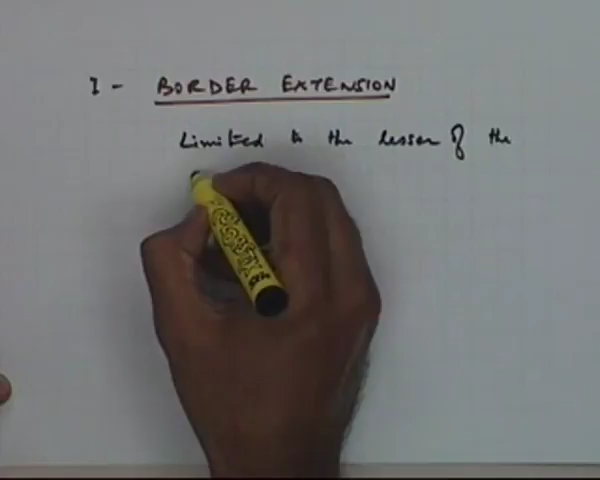 I - BORDER EXTENSION
Limited to the lesser of the